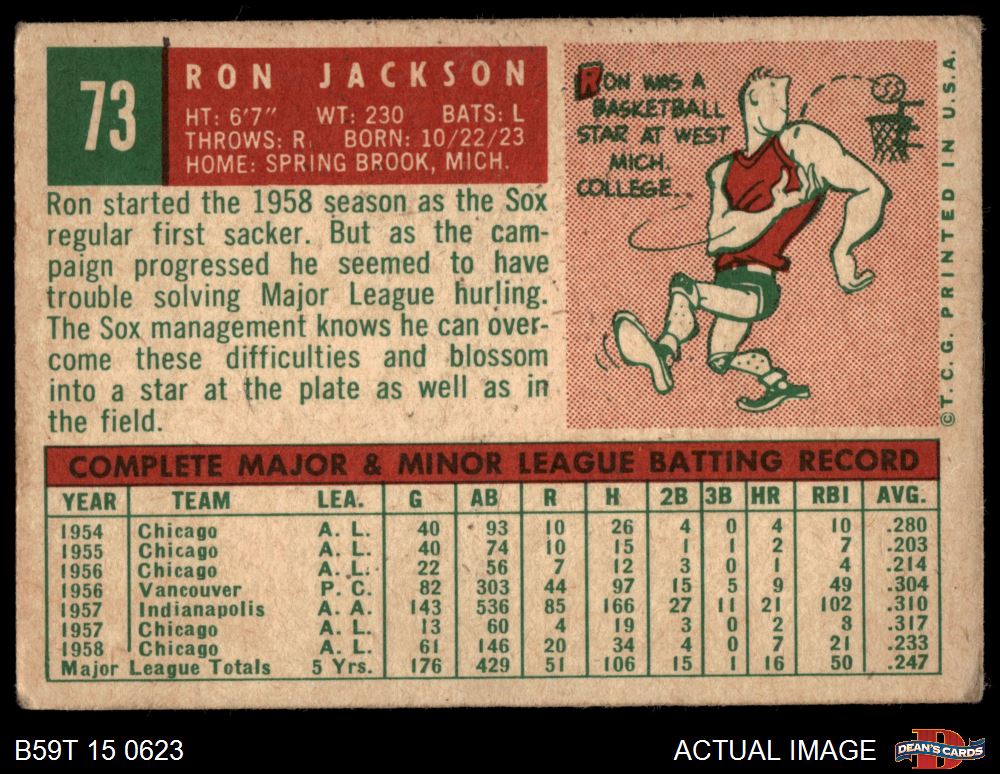 73
RON JACKSON
HT: 6'7" WT: 230 BATS: L
THROWS: R. BORN: 10/22/23
HOME: SPRING BROOK, MICH.
Ron started the 1958 season as the Sox
regular first sacker. But as the cam-
paign progressed he seemed to have
trouble solving Major League hurling.
The Sox management knows he can over-
come these difficulties and blossom
into a star at the plate as well as in
the field.
RON WAS A
BASKETBALL
STAR AT WEST
MICH.
COLLEGE...
© T.C.G. PRINTED IN U.S.A.
COMPLETE MAJOR & MINOR LEAGUE BATTING RECORD
YEAR TEAM LEA. G AB R H 2B 3B HR RBI AVG.
1954 Chicago A. L. 40 93 10 26 4 0 4 10 .280
1955 Chicago A. L. 40 74 10 15 1 1 2 7 .203
1956 Chicago A. L. 22 56 7 12 3 0 1 4 .214
1956 Vancouver P. C. 82 303 44 97 15 5 9 49 .304
1957 Indianapolis A. A. 143 536 85 166 27 11 21 102 .310
1957 Chicago A. L. 13 60 4 19 3 0 2 8 .317
1958 Chicago A. L. 61 146 20 34 4 0 7 21 .233
Major League Totals 5 Yrs. 176 429 51 106 15 1 16 50 .247
B59T 15 0623
ACTUAL IMAGE
DEAN'S CARDS